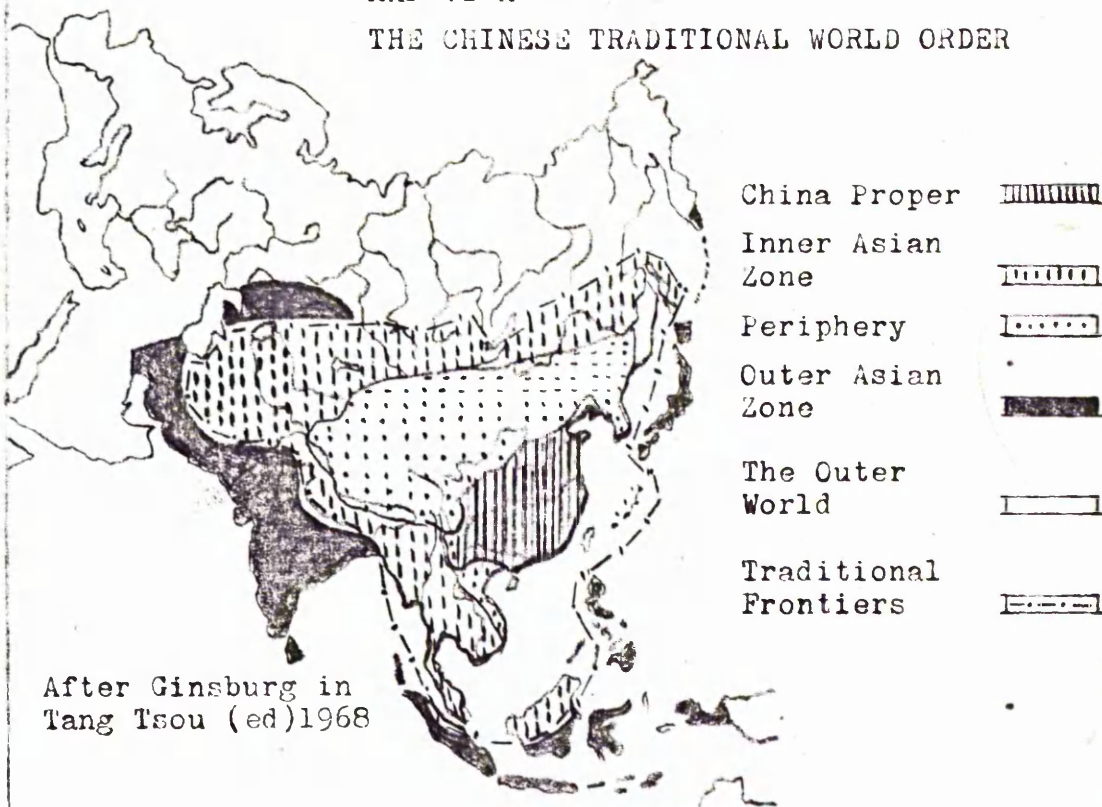 THE CHINESE TRADITIONAL WORLD ORDER
China Proper
Inner Asian
Zone
Periphery
Outer Asian
Zone
The Outer
World
Traditional
Frontiers
After Ginsburg in
Tang Tsou (ed)1968